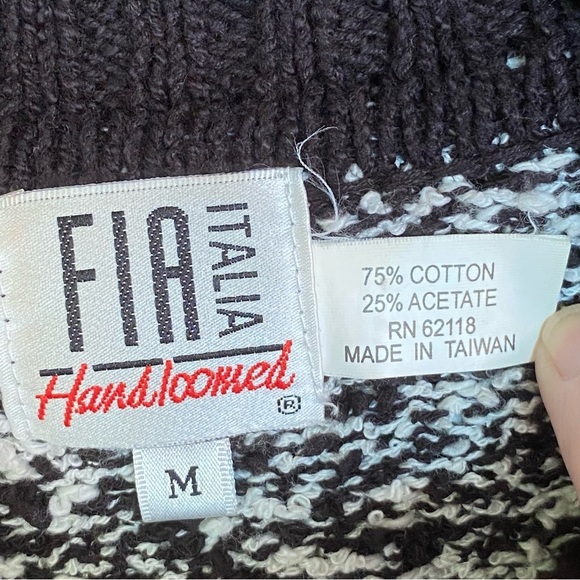 FIA ITALIA
Handloomed
®
M
75% COTTON
25% ACETATE
RN 62118
MADE IN TAIWAN